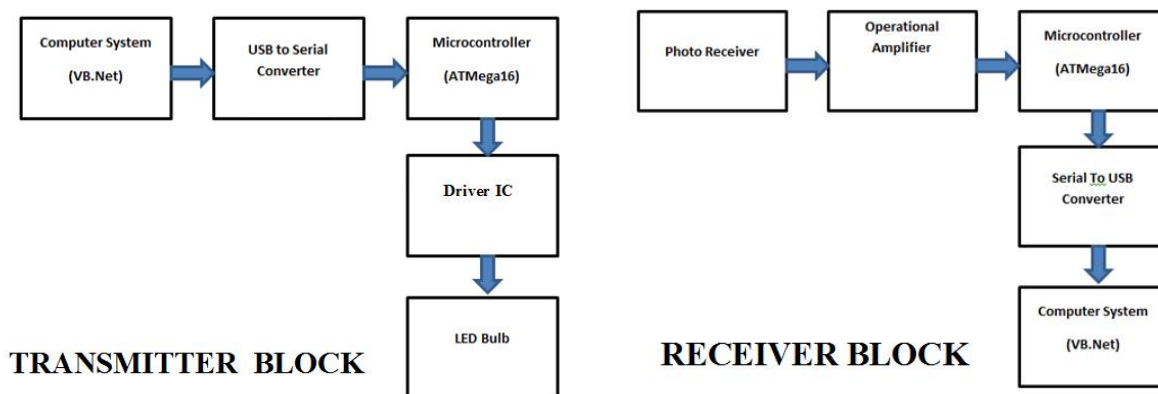 Computer System
(VB.Net)
USB to Serial
Converter
Microcontroller
(ATMega16)
Driver IC
LED Bulb
TRANSMITTER BLOCK
Photo Receiver
Operational
Amplifier
Microcontroller
(ATMega16)
Serial To USB
Converter
Computer System
(VB.Net)
RECEIVER BLOCK